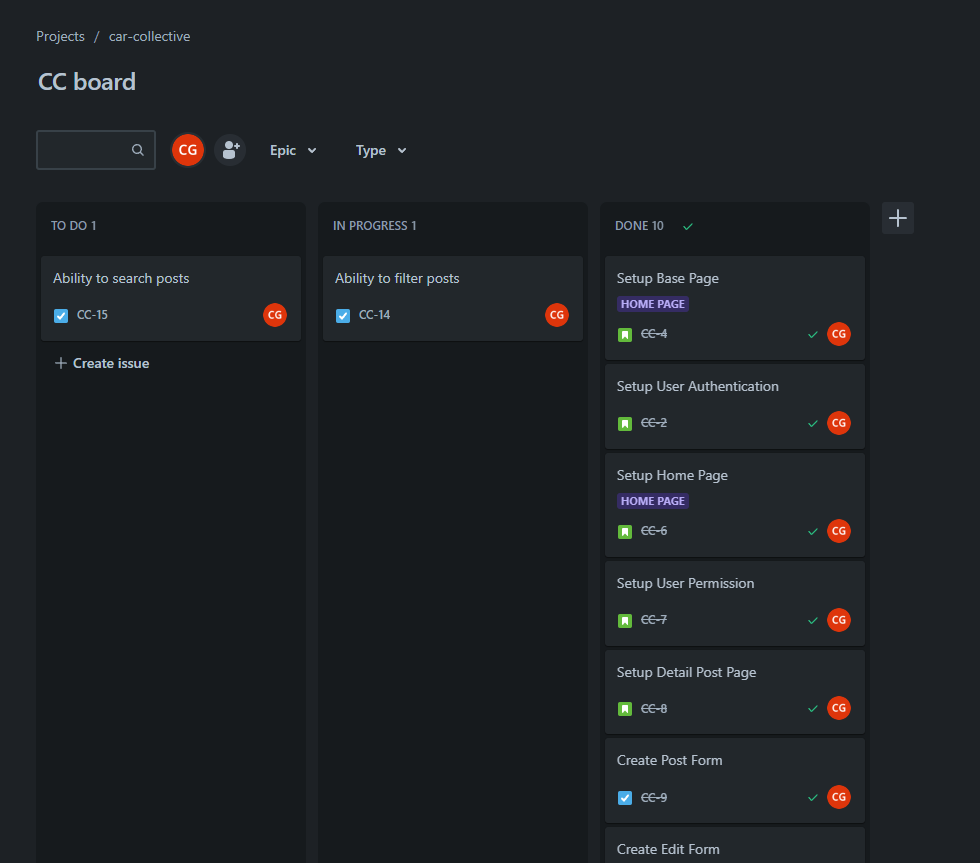 Projects / car-collective
CC board
CG
Epic
Type
TO DO 1
Ability to search posts
CC-15
CG
Create issue
IN PROGRESS 1
Ability to filter posts
CC-14
CG
DONE 10
Setup Base Page
HOME PAGE
CC-4
CG
Setup User Authentication
CC-2
CG
Setup Home Page
HOME PAGE
CC-6
CG
Setup User Permission
CC-7
CG
Setup Detail Post Page
CC-8
CG
Create Post Form
CC-9
CG
Create Edit Form